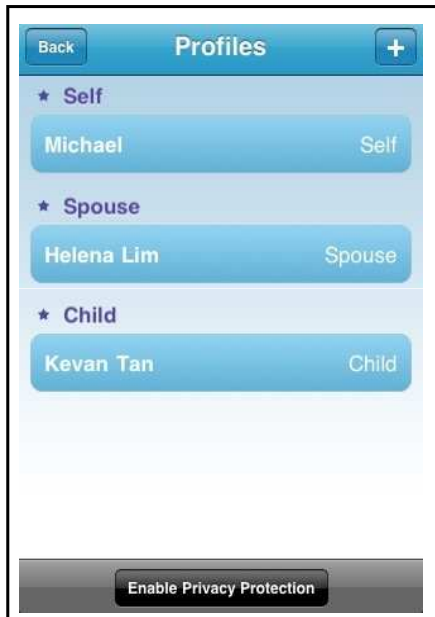 Back Profiles +
★ Self
Michael Self
★ Spouse
Helena Lim Spouse
★ Child
Kevan Tan Child
Enable Privacy Protection